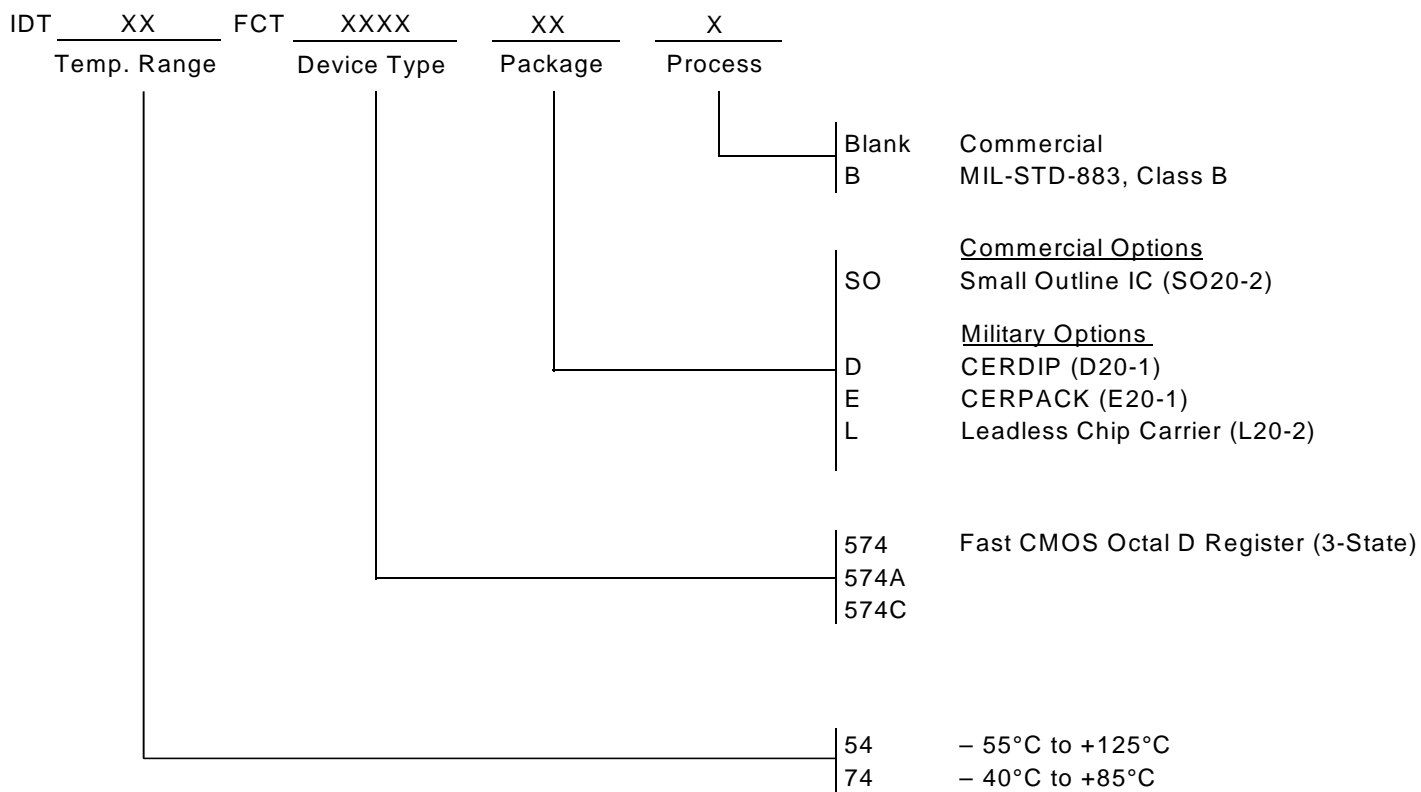 IDT XX FCT XXXX XX X
Temp. Range Device Type Package Process
Blank Commercial
B MIL-STD-883, Class B
Commercial Options
SO Small Outline IC (SO20-2)
Military Options
D CERDIP (D20-1)
E CERPACK (E20-1)
L Leadless Chip Carrier (L20-2)
574 Fast CMOS Octal D Register (3-State)
574A
574C
54 – 55°C to +125°C
74 – 40°C to +85°C